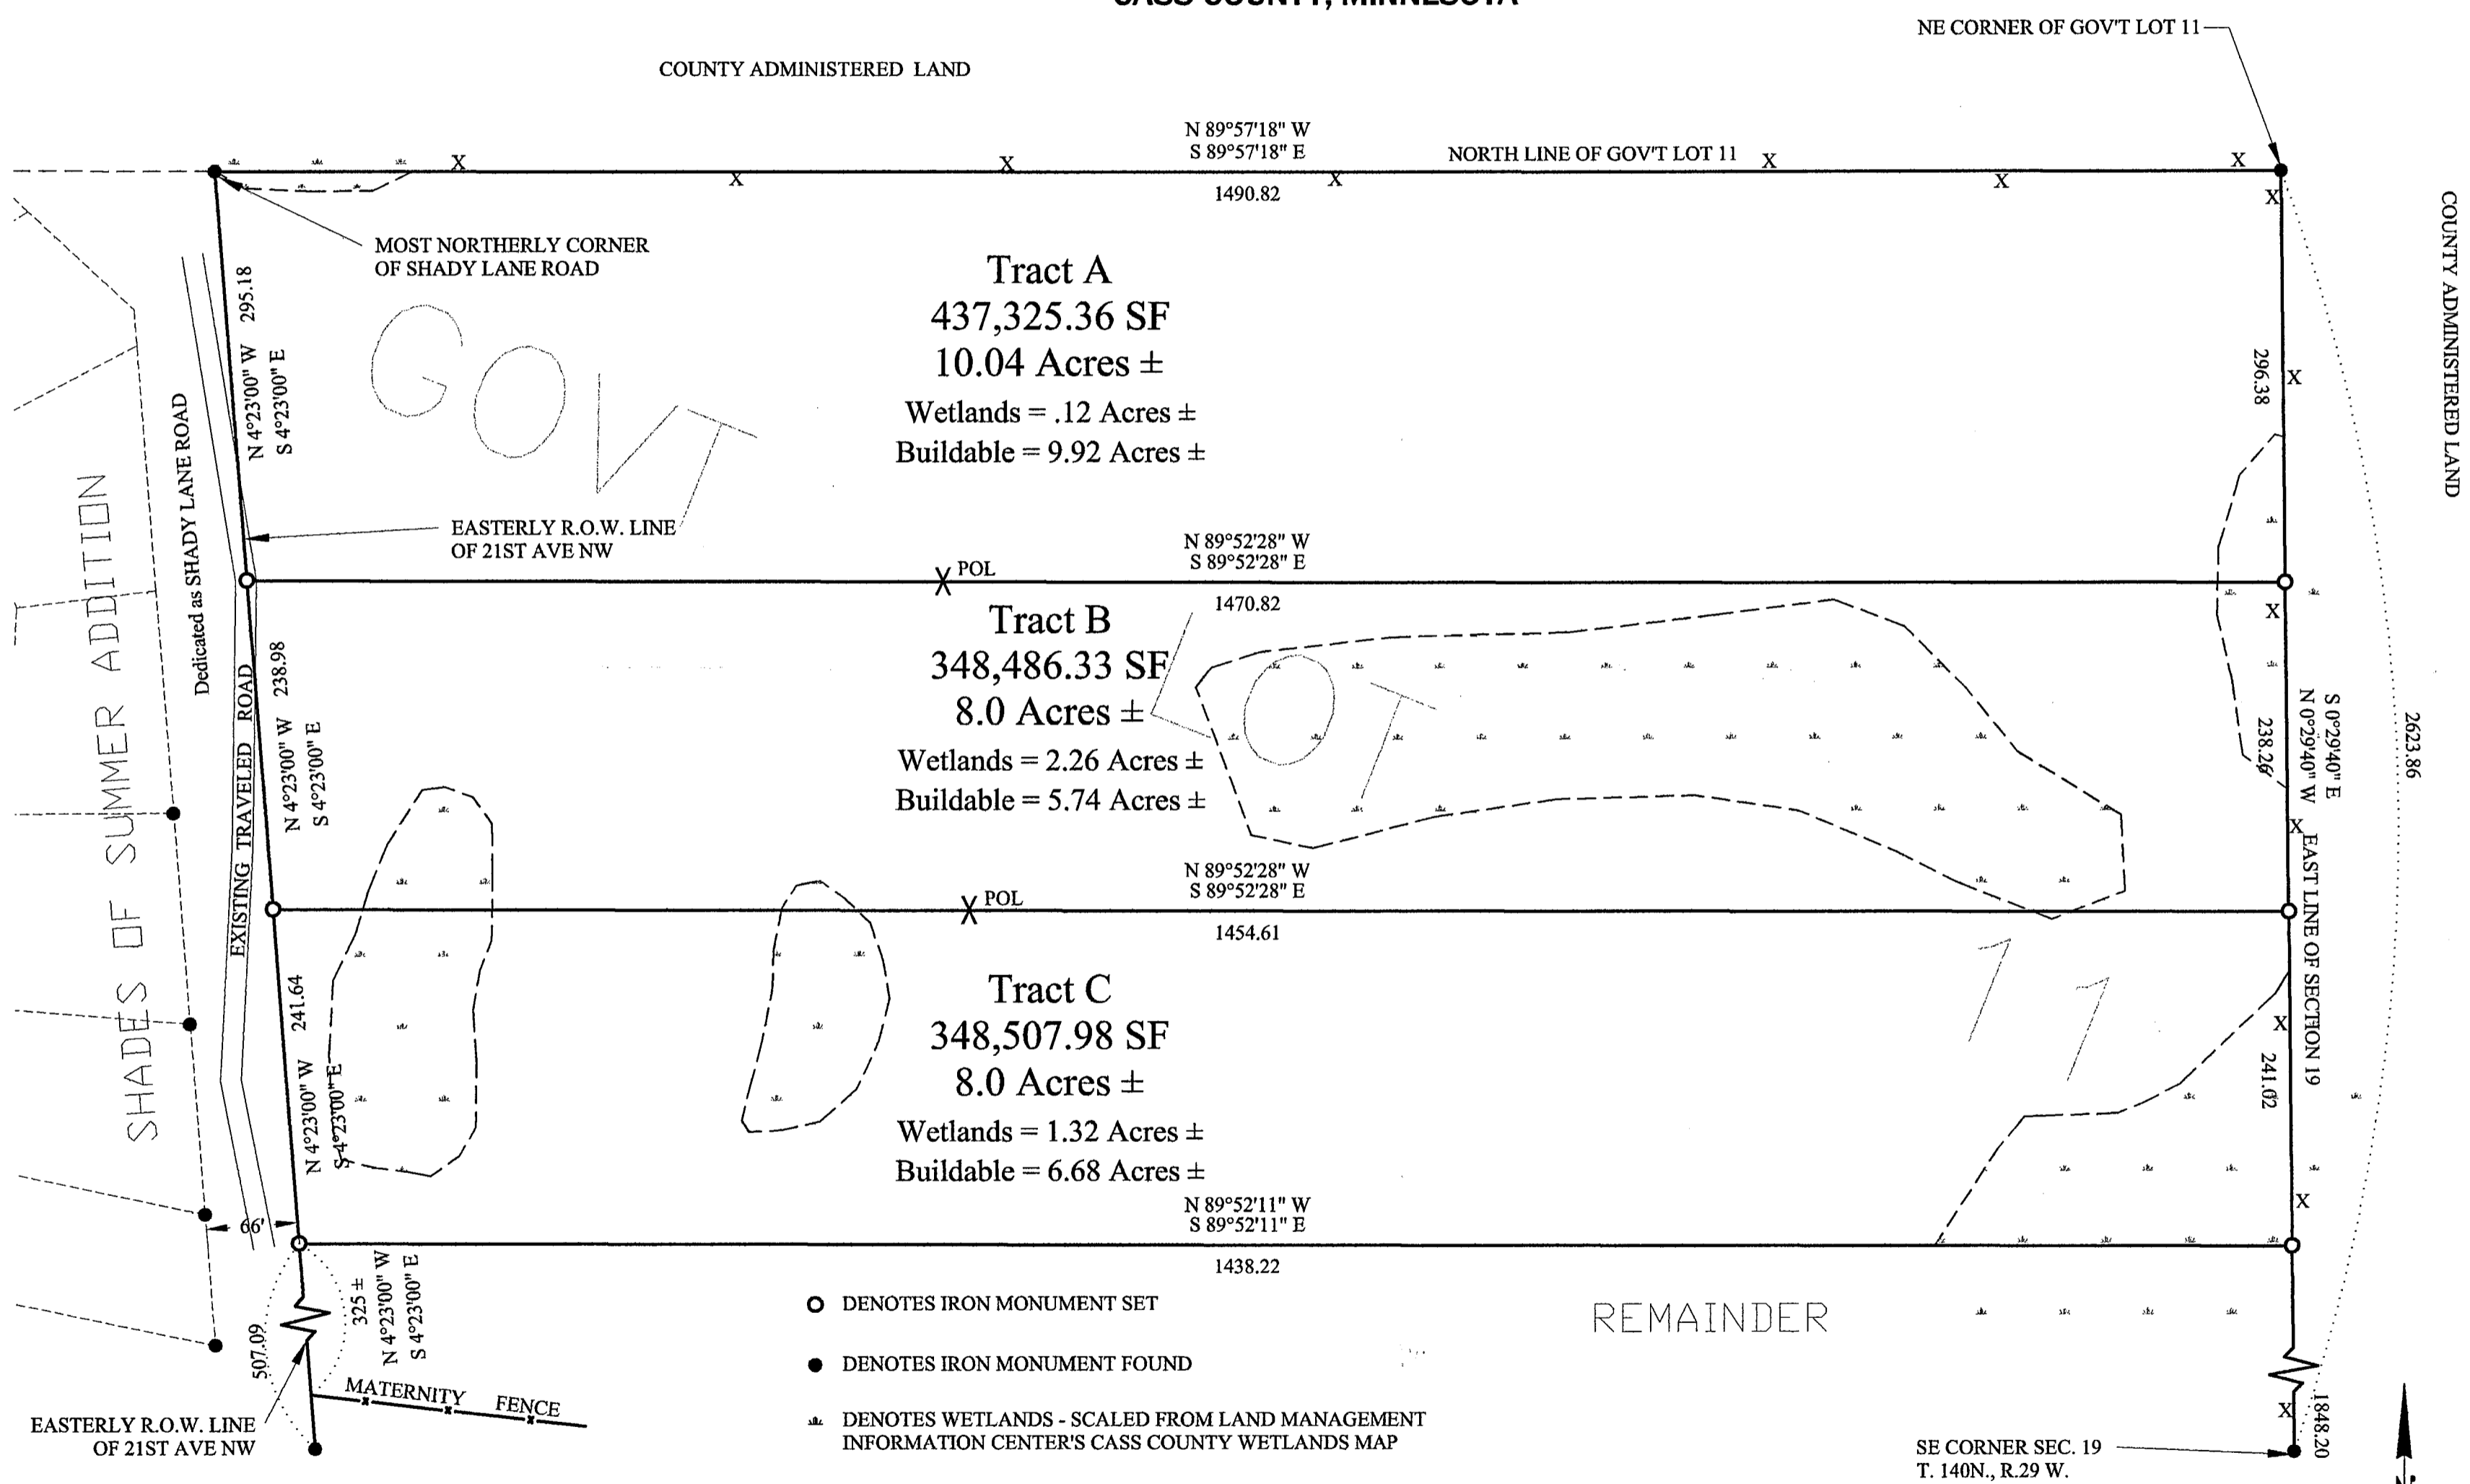 CASS COUNTY, MINNESOTA
NE CORNER OF GOV'T LOT 11
COUNTY ADMINISTERED LAND
N 89°57'18" W
S 89°57'18" E
NORTH LINE OF GOV'T LOT 11
1490.82
X X X X X X X X
MOST NORTHERLY CORNER
OF SHADY LANE ROAD
COUNTY ADMINISTERED LAND
295.18
N 4°23'00" W
S 4°23'00" E
GOVT
Tract A
437,325.36 SF
10.04 Acres ±
Wetlands = .12 Acres ±
Buildable = 9.92 Acres ±
X
296.38
X
Dedicated as SHADY LANE ROAD
SHADES OF SUMMER ADDITION
EASTERLY R.O.W. LINE
OF 21ST AVE NW
N 89°52'28" W
S 89°52'28" E
X POL
1470.82
X
EXISTING TRAVELED ROAD
238.98
N 4°23'00" W
S 4°23'00" E
Tract B
348,486.33 SF
8.0 Acres ±
Wetlands = 2.26 Acres ±
Buildable = 5.74 Acres ±
LOT
238.26
S 0°29'40" E
N 0°29'40" W
2623.86
X
EAST LINE OF SECTION 19
N 89°52'28" W
S 89°52'28" E
X POL
1454.61
241.64
N 4°23'00" W
S 4°23'00" E
Tract C
348,507.98 SF
8.0 Acres ±
Wetlands = 1.32 Acres ±
Buildable = 6.68 Acres ±
11
X
241.02
X
66'
N 89°52'11" W
S 89°52'11" E
1438.22
325 ±
N 4°23'00" W
S 4°23'00" E
507.09
DENOTES IRON MONUMENT SET
REMAINDER
DENOTES IRON MONUMENT FOUND
MATERNITY FENCE
EASTERLY R.O.W. LINE
OF 21ST AVE NW
DENOTES WETLANDS - SCALED FROM LAND MANAGEMENT
INFORMATION CENTER'S CASS COUNTY WETLANDS MAP
X
1848.20
SE CORNER SEC. 19
T. 140N., R.29 W.